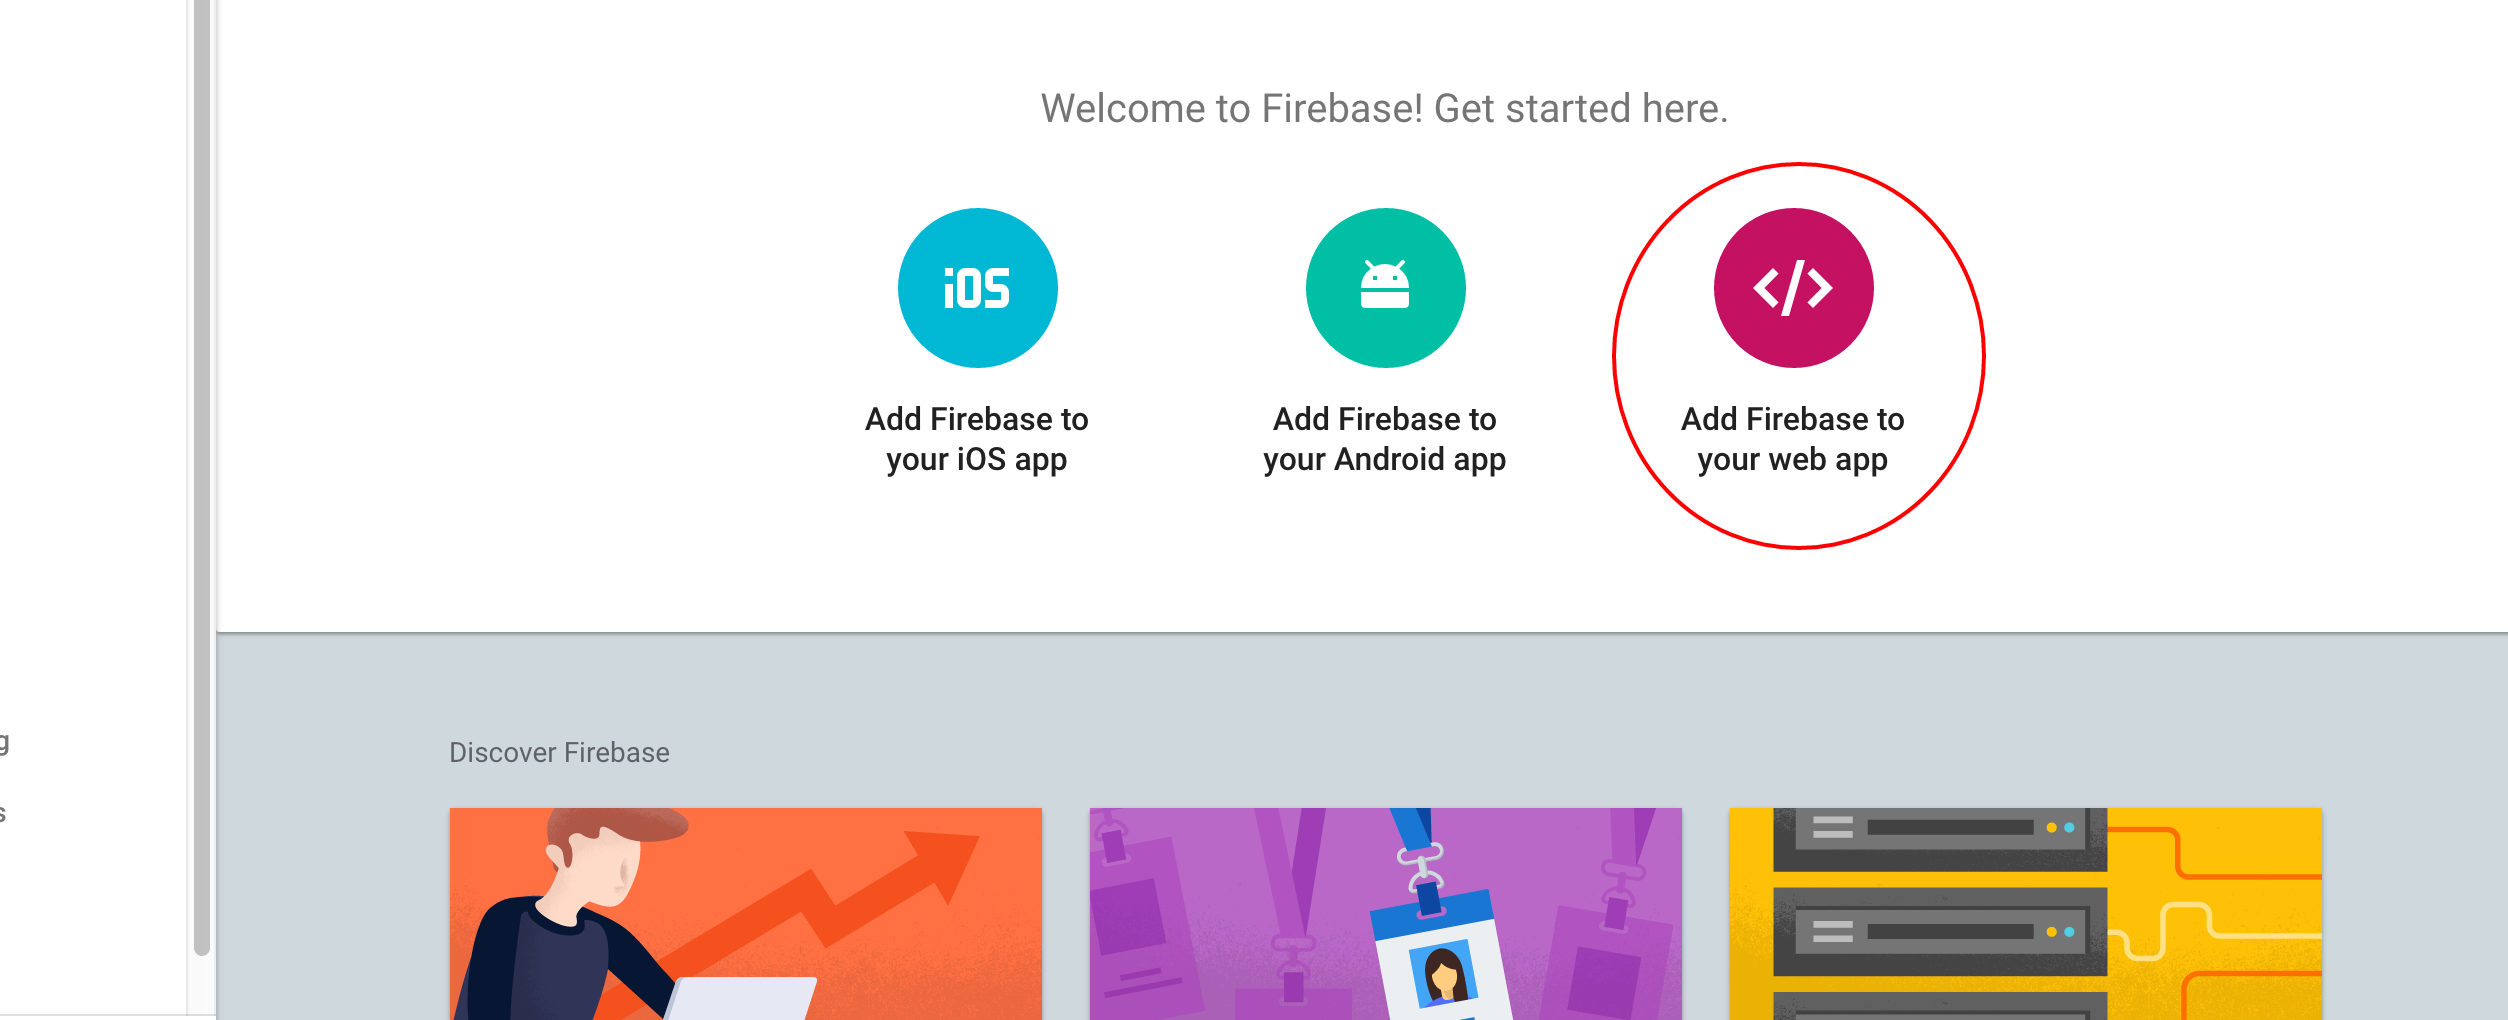 Welcome to Firebase! Get started here.
iOS
</>
Add Firebase to
your iOS app
Add Firebase to
your Android app
Add Firebase to
your web app
g
s
Discover Firebase